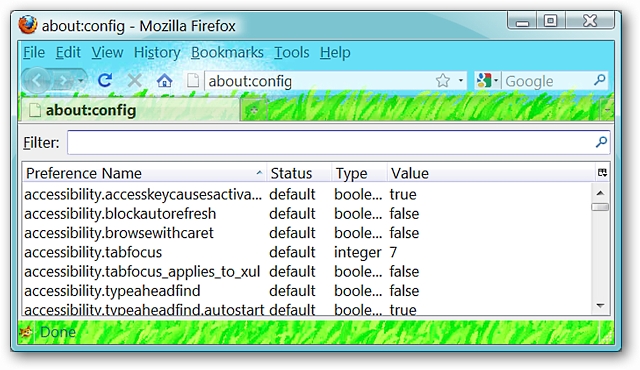 about:config - Mozilla Firefox
File Edit View History Bookmarks Tools Help
about:config Google
about:config
Filter:
Preference Name Status Type Value
accessibility.accesskeycausesactiva... default boole... true
accessibility.blockautorefresh default boole... false
accessibility.browsewithcaret default boole... false
accessibility.tabfocus default integer 7
accessibility.tabfocus_applies_to_xul default boole... false
accessibility.typeaheadfind default boole... false
accessibility.typeaheadfind.autostart default boole... true
Done